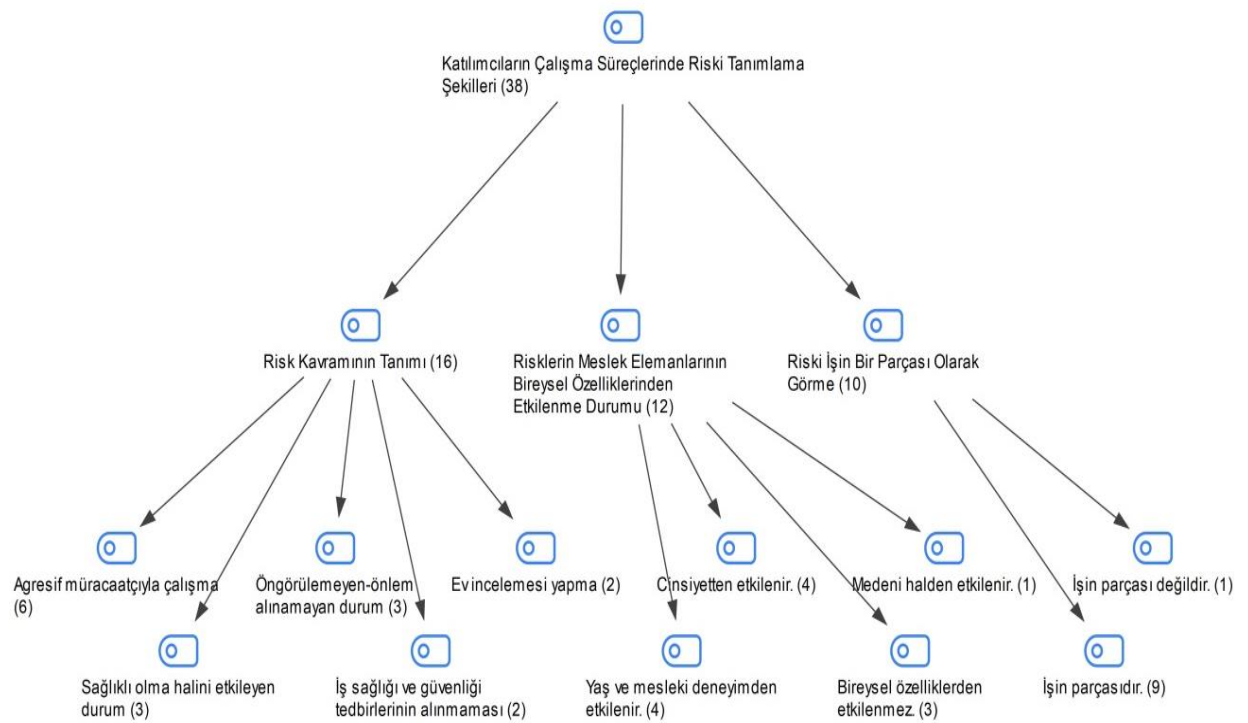 Katılımcıların Çalışma Süreçlerinde Riski Tanımlama
Şekilleri (38)
Risk Kavramının Tanımı (16)
Risklerin Meslek Elemanlarının
Bireysel Özelliklerinden
Etkilenme Durumu (12)
Riski İşin Bir Parçası Olarak
Görme (10)
Agresif müracaatçıyla çalışma
(6)
Öngörülemeyen-önlem
alınamayan durum (3)
Ev incelemesi yapma (2)
Cinsiyetten etkilenir. (4)
Medeni halden etkilenir. (1)
İşin parçası değildir. (1)
Sağlıklı olma halini etkileyen
durum (3)
İş sağlığı ve güvenliği
tedbirlerinin alınmaması (2)
Yaş ve mesleki deneyimden
etkilenir. (4)
Bireysel özelliklerden
etkilenmez. (3)
İşin parçasıdır. (9)